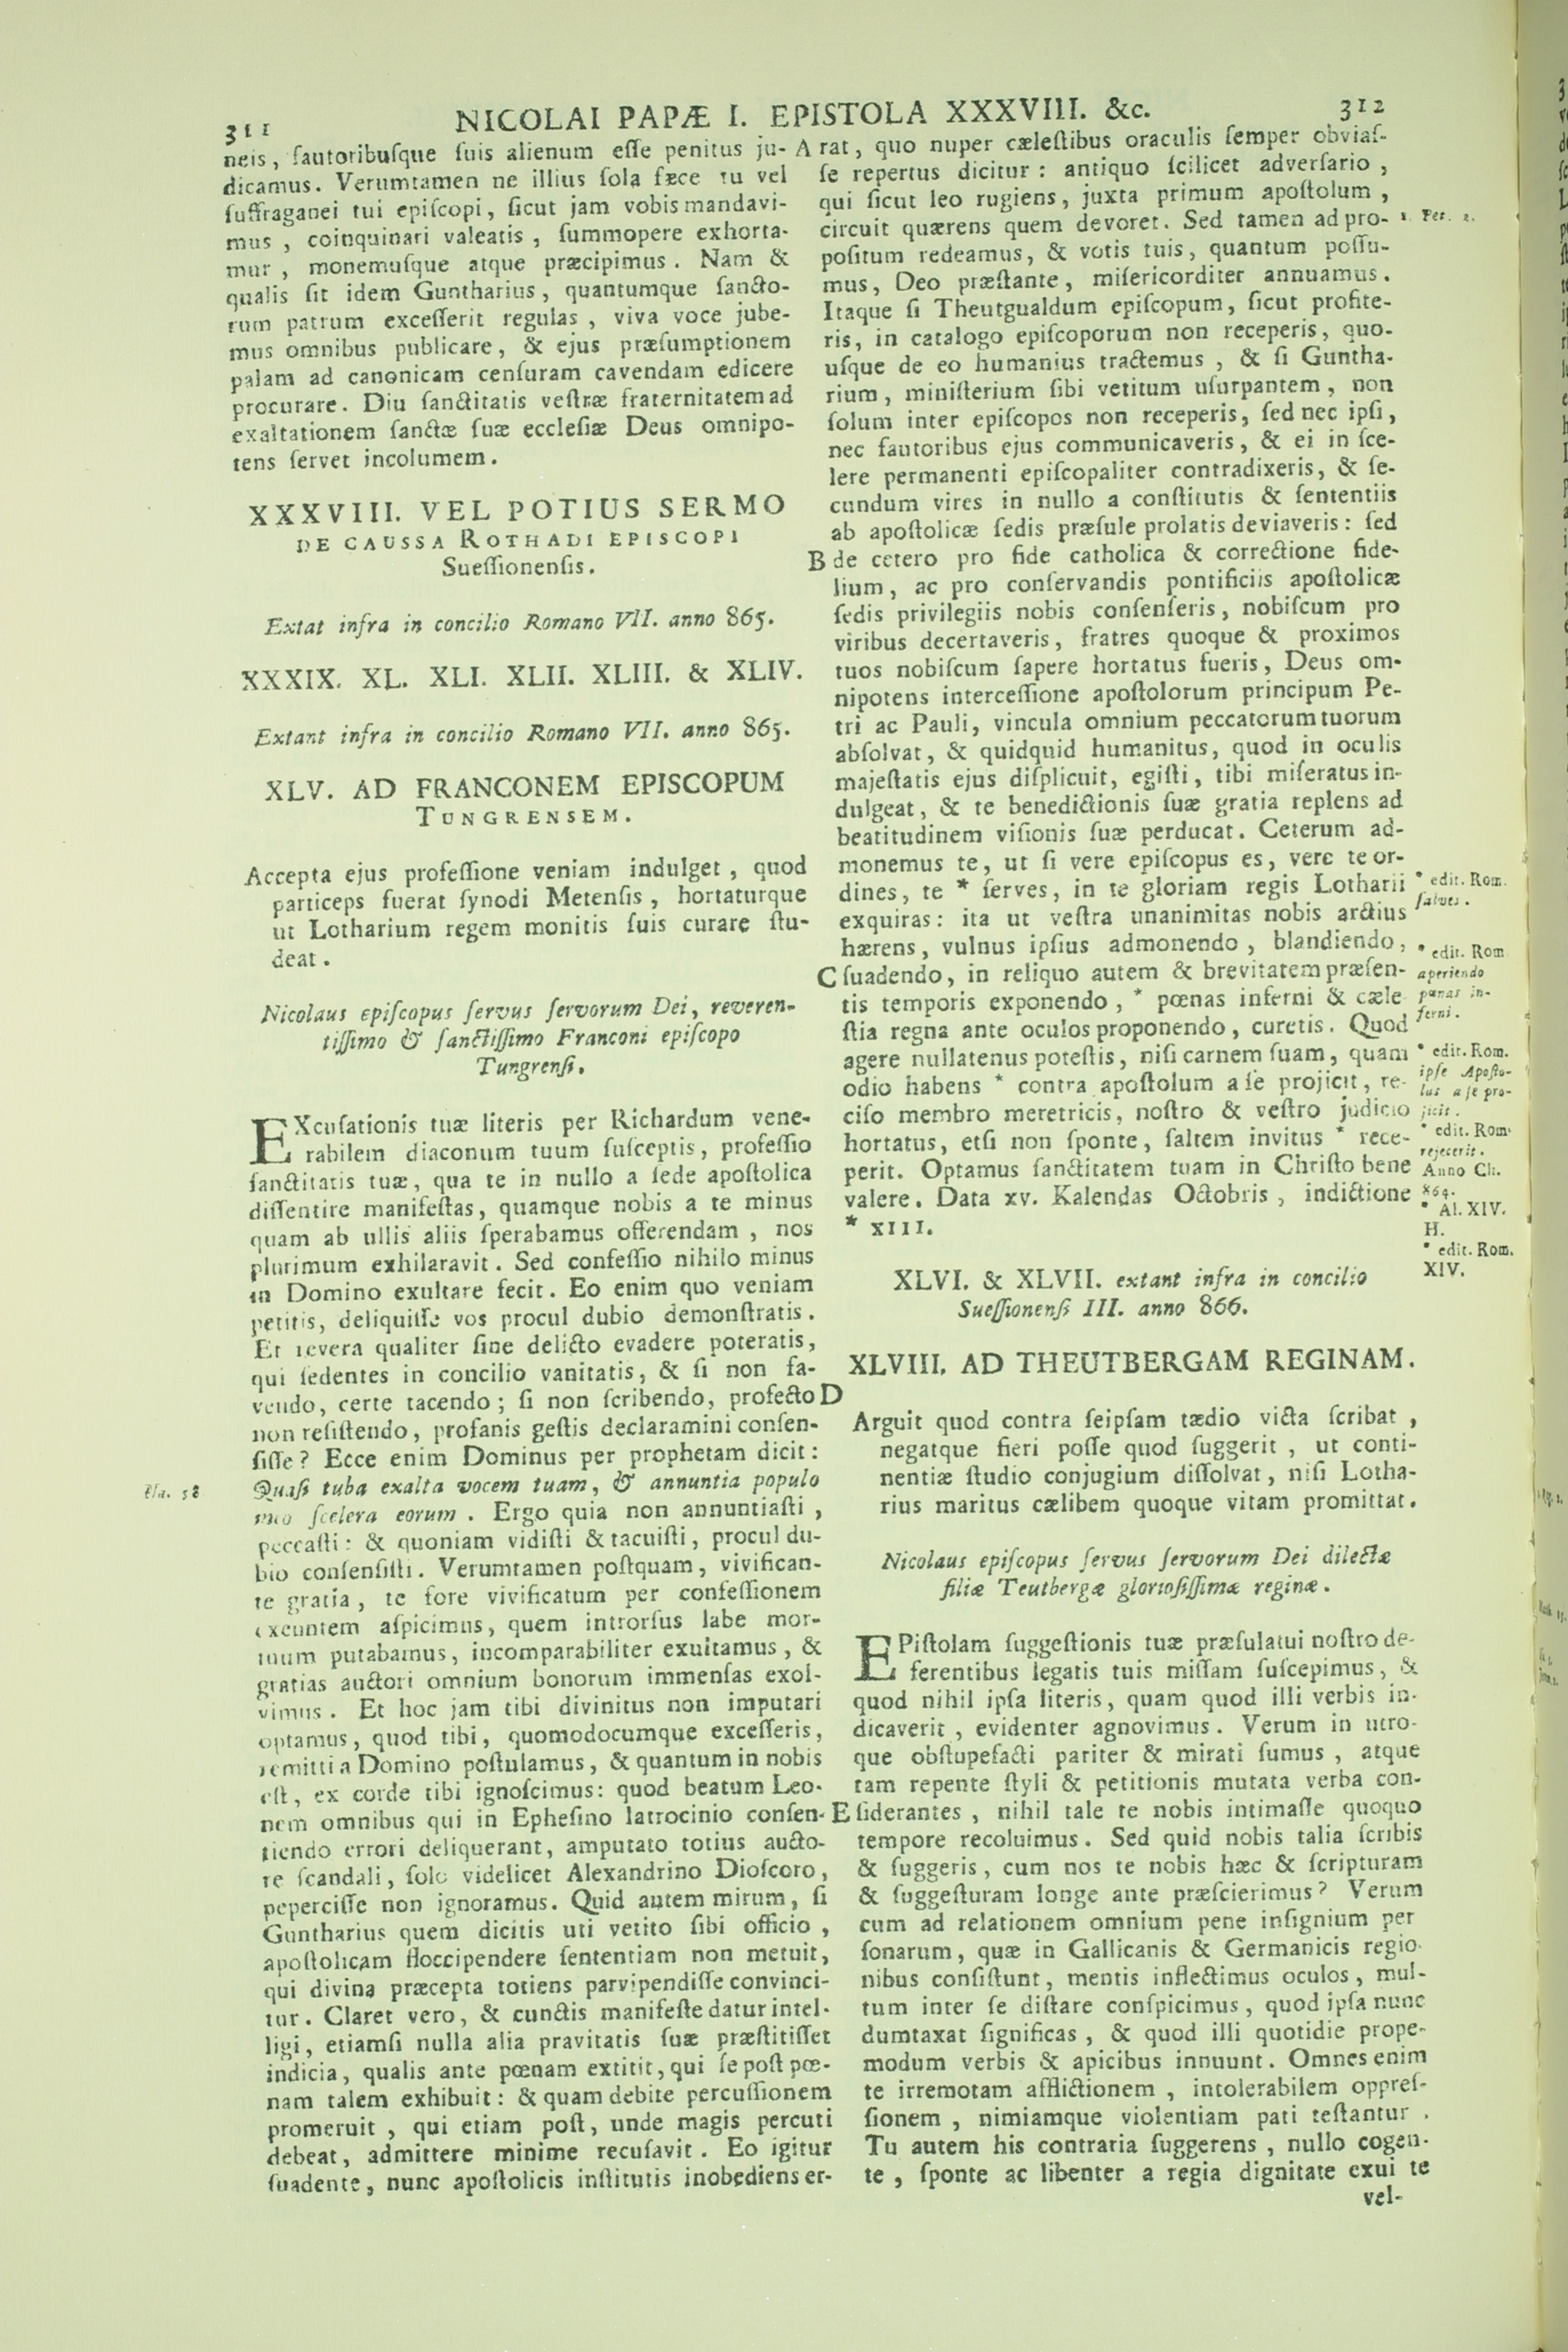 311
NICOLAI PAPÆ I. EPISTOLA XXXVIII. &c.
312
neis, fautoribuſque ſuis alienum eſſe penitus ju-
dicamus. Verumtamen ne illius ſola fæce tu vel
ſuffraganei tui epiſcopi, ſicut jam vobis mandavi-
mus, coinquinari valeatis, ſummopere exhorta-
mur, monemuſque atque præcipimus. Nam &
qualis ſit idem Guntharius, quantumque ſancto-
rum patrum exceſſerit regulas, viva voce jube-
mus omnibus publicare, & ejus præſumptionem
palam ad canonicam cenſuram cavendam edicere
procurare. Diu ſanctitatis veſtræ fraternitatem ad
exaltationem ſanctæ ſuæ eccleſiæ Deus omnipo-
tens ſervet incolumem.
XXXVIII. VEL POTIUS SERMO
DE CAUSSA ROTHADI EPISCOPI
Sueſſionenſis.
Extat infra in concilio Romano VII. anno 865.
XXXIX. XL. XLI. XLII. XLIII. & XLIV.
Extant infra in concilio Romano VII. anno 865.
XLV. AD FRANCONEM EPISCOPUM
TUNGRENSEM.
Accepta ejus profeſſione veniam indulget, quod
particeps fuerat ſynodi Metenſis, hortaturque
ut Lotharium regem monitis ſuis curare ſtu-
deat.
Nicolaus epiſcopus ſervus ſervorum Dei, reveren-
tiſſimo & ſanctiſſimo Franconi epiſcopo
Tungrenſi.
EXcuſationis tuæ literis per Richardum vene-
rabilem diaconum tuum ſuſceptis, profeſſio
ſanctitatis tuæ, qua te in nullo a ſede apoſtolica
diſſentire manifeſtas, quamque nobis a te minus
quam ab ullis aliis ſperabamus offerendam, nos
plurimum exhilaravit. Sed confeſſio nihilo minus
in Domino exultare fecit. Eo enim quo veniam
petitis, deliquiſſe vos procul dubio demonſtratis.
Et revera qualiter ſine delicto evadere poteratis,
qui ſedentes in concilio vanitatis, & ſi non fa-
vendo, certe tacendo; ſi non ſcribendo, profecto
non reſiſtendo, profanis geſtis declaramini conſen-
ſiſſe? Ecce enim Dominus per prophetam dicit:
Quaſi tuba exalta vocem tuam, & annuntia populo
meo ſcelera eorum. Ergo quia non annuntiaſti,
peccaſti: & quoniam vidiſti & tacuiſti, procul du-
bio conſenſiſti. Verumtamen poſtquam, vivifican-
te gratia, te fore vivificatum per confeſſionem
exeuntem aſpicimus, quem introrſus labe mor-
tuum putabamus, incomparabiliter exultamus, &
gratias auctori omnium bonorum immenſas exol-
vimus. Et hoc jam tibi divinitus non imputari
optamus, quod tibi, quomodocumque exceſſeris,
remitti a Domino poſtulamus, & quantum in nobis
eſt, ex corde tibi ignoſcimus: quod beatum Leo-
nem omnibus qui in Epheſino latrocinio conſen-
tiendo errori deliquerant, amputato totius aucto-
re ſcandali, ſolo videlicet Alexandrino Dioſcoro,
peperciſſe non ignoramus. Quid autem mirum, ſi
Guntharius quem dicitis uti vetito ſibi officio,
apoſtolicam floccipendere ſententiam non metuit,
qui divina præcepta totiens parvipendiſſe convinci-
tur. Claret vero, & cunctis manifeſte datur intel-
ligi, etiamſi nulla alia pravitatis ſuæ præſtitiſſet
indicia, qualis ante pœnam extitit, qui ſe poſt pœ-
nam talem exhibuit: & quam debite percuſſionem
promeruit, qui etiam poſt, unde magis percuti
debeat, admittere minime recuſavit. Eo igitur
ſuadente, nunc apoſtolicis inſtitutis inobediens er-
58
A
B
C
D
E
rat, quo nuper cæleſtibus oraculis ſemper obviaſ-
ſe repertus dicitur: antiquo ſcilicet adverſario,
qui ſicut leo rugiens, juxta primum apoſtolum,
circuit quærens quem devoret. Sed tamen ad pro-
poſitum redeamus, & votis tuis, quantum poſſu-
mus, Deo præſtante, miſericorditer annuamus.
Itaque ſi Theutgualdum epiſcopum, ſicut profite-
ris, in catalogo epiſcoporum non receperis, quo-
uſque de eo humanius tractemus, & ſi Guntha-
rium, miniſterium ſibi vetitum uſurpantem, non
ſolum inter epiſcopos non receperis, ſed nec ipſi,
nec fautoribus ejus communicaveris, & ei in ſce-
lere permanenti epiſcopaliter contradixeris, & ſe-
cundum vires in nullo a conſtitutis & ſententiis
ab apoſtolicæ ſedis præſule prolatis deviaveris: ſed
de cetero pro fide catholica & correctione fide-
lium, ac pro conſervandis pontificiis apoſtolicæ
ſedis privilegiis nobis conſenſeris, nobiſcum pro
viribus decertaveris, fratres quoque & proximos
tuos nobiſcum ſapere hortatus fueris, Deus om-
nipotens interceſſione apoſtolorum principum Pe-
tri ac Pauli, vincula omnium peccatorum tuorum
abſolvat, & quidquid humanitus, quod in oculis
majeſtatis ejus diſplicuit, egiſti, tibi miſeratus in-
dulgeat, & te benedictionis ſuæ gratia replens ad
beatitudinem viſionis ſuæ perducat. Ceterum ad-
monemus te, ut ſi vere epiſcopus es, vere te or-
dines, te * ſerves, in te gloriam regis Lotharii
exquiras: ita ut veſtra unanimitas nobis arctius
hærens, vulnus ipſius admonendo, blandiendo,
ſuadendo, in reliquo autem & brevitatem præſen-
tis temporis exponendo, * pœnas inferni & cæle
ſtia regna ante oculos proponendo, curetis. Quod
agere nullatenus poteſtis, niſi carnem ſuam, quam
odio habens * contra apoſtolum a ſe projicit, re-
ciſo membro meretricis, noſtro & veſtro judicio
hortatus, etſi non ſponte, ſaltem invitus * rece-
perit. Optamus ſanctitatem tuam in Chriſto bene
valere. Data xv. Kalendas Octobris, indictione
* XIII.
1. Pet. 2.
* edit. Rom.
ſalves.
* edit. Rom
aperiendo
pœnas in-
ferni.
* edit. Rom.
ipſe Apoſto-
lus a ſe pro-
jicit.
* edit. Rom.
rejecerit.
Anno Ch.
864.
* Al. XIV.
H.
* edit. Rom.
XIV.
XLVI. & XLVII. extant infra in concilio
Sueſſionenſi III. anno 866.
XLVIII. AD THEUTBERGAM REGINAM.
Arguit quod contra ſeipſam tædio victa ſcribat,
negatque fieri poſſe quod ſuggerit, ut conti-
nentiæ ſtudio conjugium diſſolvat, niſi Lotha-
rius maritus cælibem quoque vitam promittat.
Nicolaus epiſcopus ſervus ſervorum Dei dilectæ
filiæ Teutbergæ glorioſiſſimæ reginæ.
EPiſtolam ſuggeſtionis tuæ præſulatui noſtro de-
ferentibus legatis tuis miſſam ſuſcepimus, &
quod nihil ipſa literis, quam quod illi verbis in-
dicaverit, evidenter agnovimus. Verum in utro-
que obſtupefacti pariter & mirati ſumus, atque
tam repente ſtyli & petitionis mutata verba con-
ſiderantes, nihil tale te nobis intimaſſe quoquo
tempore recoluimus. Sed quid nobis talia ſcribis
& ſuggeris, cum nos te nobis hæc & ſcripturam
& ſuggeſturam longe ante præſcierimus? Verum
cum ad relationem omnium pene inſignium per
ſonarum, quæ in Gallicanis & Germanicis regio-
nibus conſiſtunt, mentis inflectimus oculos, mul-
tum inter ſe diſtare conſpicimus, quod ipſa nunc
dumtaxat ſignificas, & quod illi quotidie prope-
modum verbis & apicibus innuunt. Omnes enim
te irremotam afflictionem, intolerabilem oppreſ-
ſionem, nimiamque violentiam pati teſtantur.
Tu autem his contraria ſuggerens, nullo cogen-
te, ſponte ac libenter a regia dignitate exui te
vel-